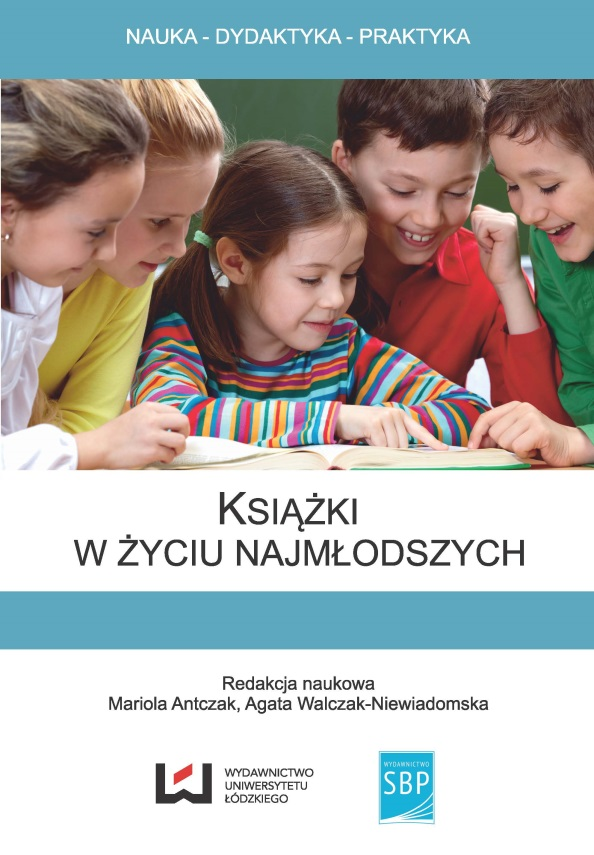 NAUKA - DYDAKTYKA - PRAKTYKA
KSIĄŻKI
W ŻYCIU NAJMŁODSZYCH
Redakcja naukowa
Mariola Antczak, Agata Walczak-Niewiadomska
WYDAWNICTWO
UNIWERSYTETU
ŁÓDZKIEGO
WYDAWNICTWO
SBP